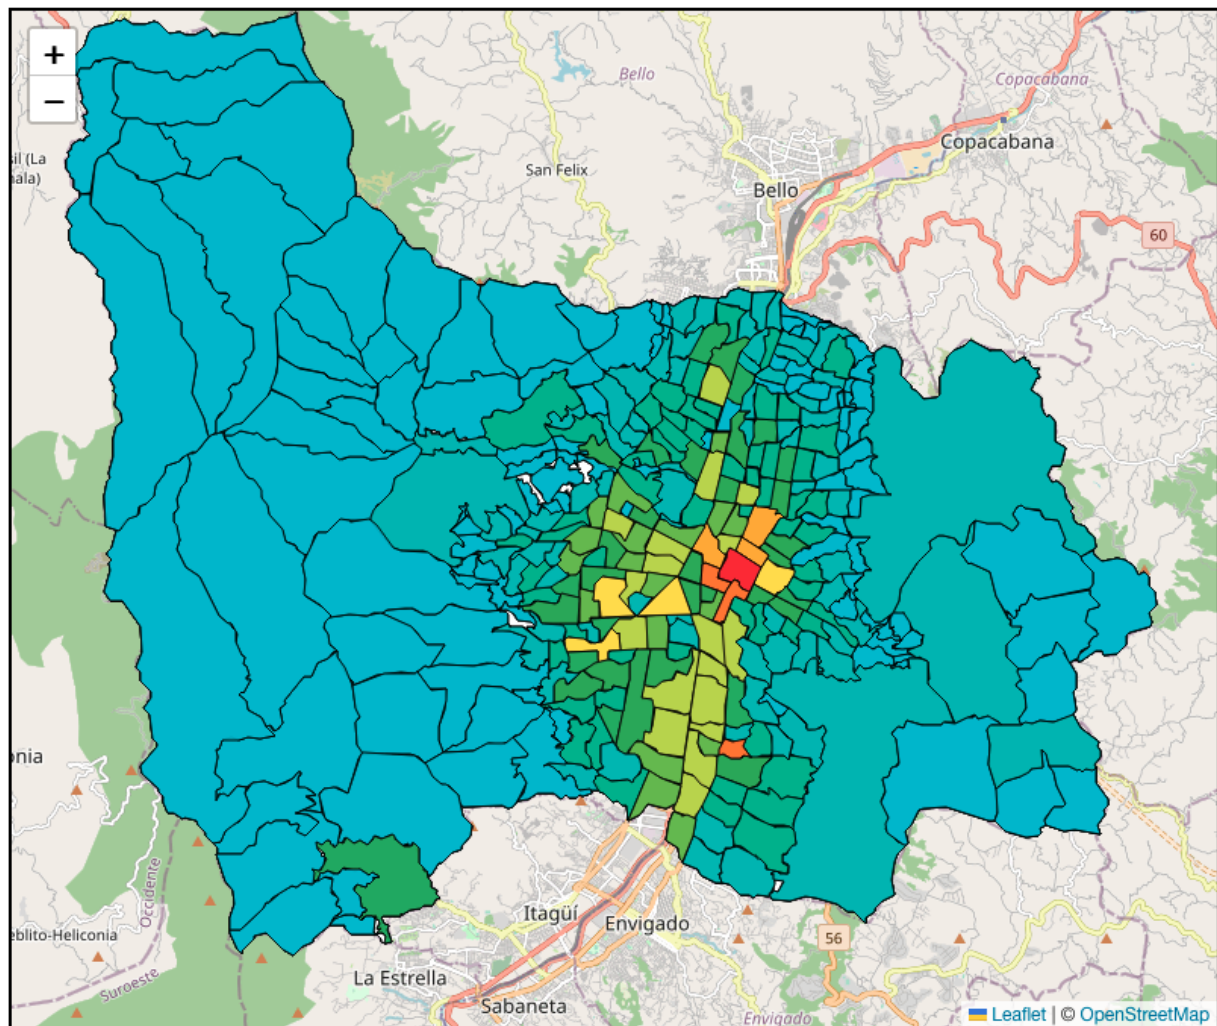 +
−
Bello
Copacabana
sil (La
nala)
San Felix
Copacabana
Bello
60
onia
Occidente
Itagüí
Envigado
eblito-Heliconia
56
La Estrella
Suroeste
Sabaneta
Envigado
Leaflet | © OpenStreetMap